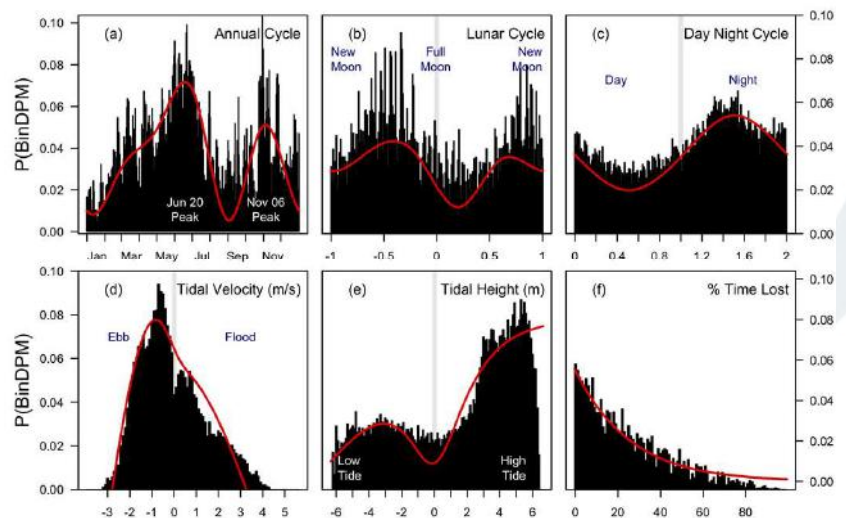 0.10
0.08
0.06
0.04
0.02
0.00
P(BinDPM)
(a)
Annual Cycle
Jun 20
Peak
Nov 06
Peak
Jan Mar May Jul Sep Nov
(b)
Lunar Cycle
New
Moon
Full
Moon
New
Moon
-1 -0.5 0 0.5 1
(c)
Day Night Cycle
Day
Night
0 0.4 0.8 1.2 1.6 2
0.10
0.08
0.06
0.04
0.02
0.00
0.10
0.08
0.06
0.04
0.02
0.00
P(BinDPM)
(d)
Tidal Velocity (m/s)
Ebb
Flood
-3 -2 -1 0 1 2 3 4 5
(e)
Tidal Height (m)
Low
Tide
High
Tide
-6 -4 -2 0 2 4 6
(f)
% Time Lost
0 20 40 60 80
0.10
0.08
0.06
0.04
0.02
0.00